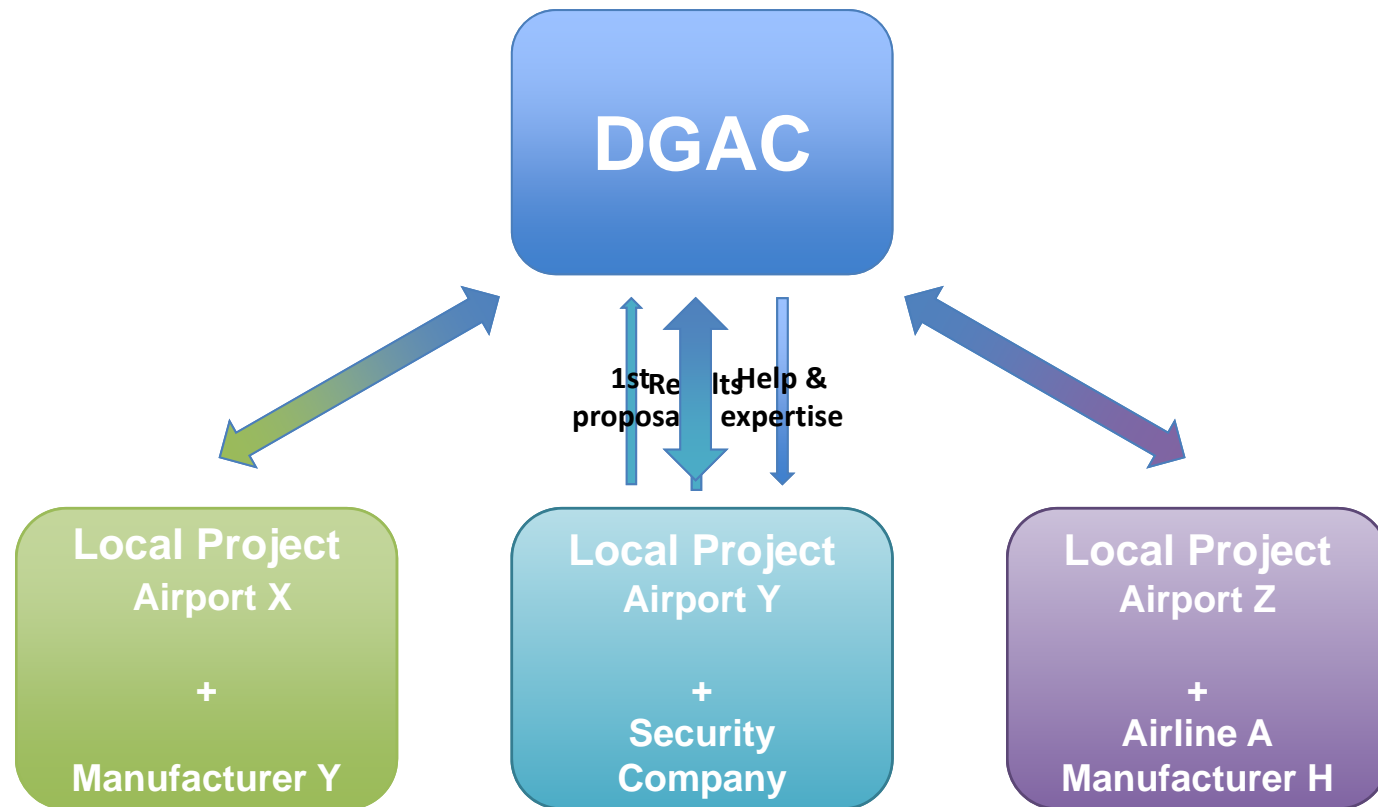 DGAC
1st
proposal
Results
Help &
expertise
Local Project
Airport X
+
Manufacturer Y
Local Project
Airport Y
+
Security
Company
Local Project
Airport Z
+
Airline A
Manufacturer H